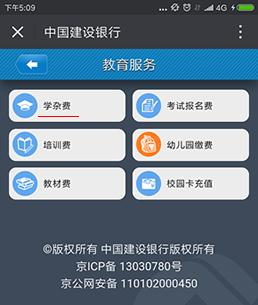 下午5:09 ... 4G
中国建设银行
教育服务
学杂费 考试报名费
培训费 幼儿园缴费
教材费 校园卡充值
©版权所有 中国建设银行版权所有
京ICP备 13030780号
京公网安备 110102000450